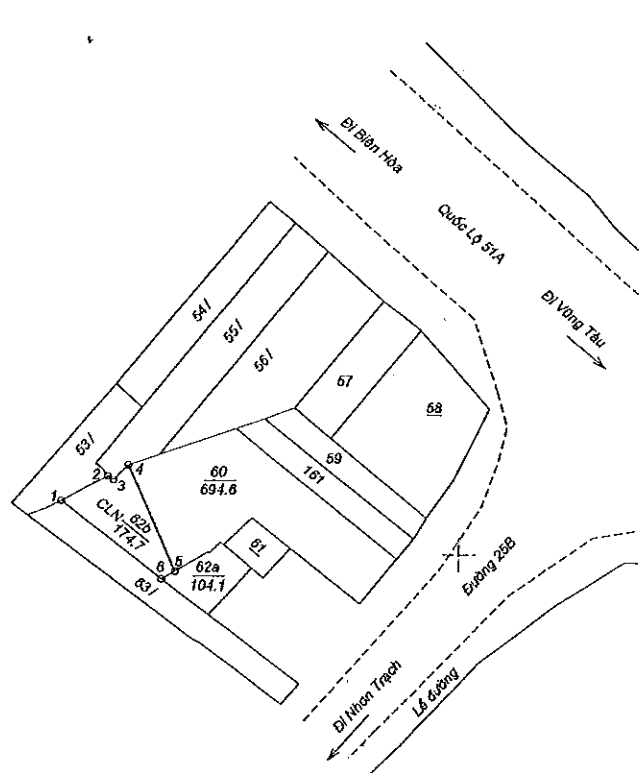 Đi Biên Hòa
Quốc Lộ 51A
Đi Vũng Tàu
54/
55/
56/
57
58
53/
59
161
60
694.6
4
2
3
1
CLN 62b
174.7
5
6
61
62a
104.1
63/
Đường 25B
Đi Nhơn Trạch
Lề đường